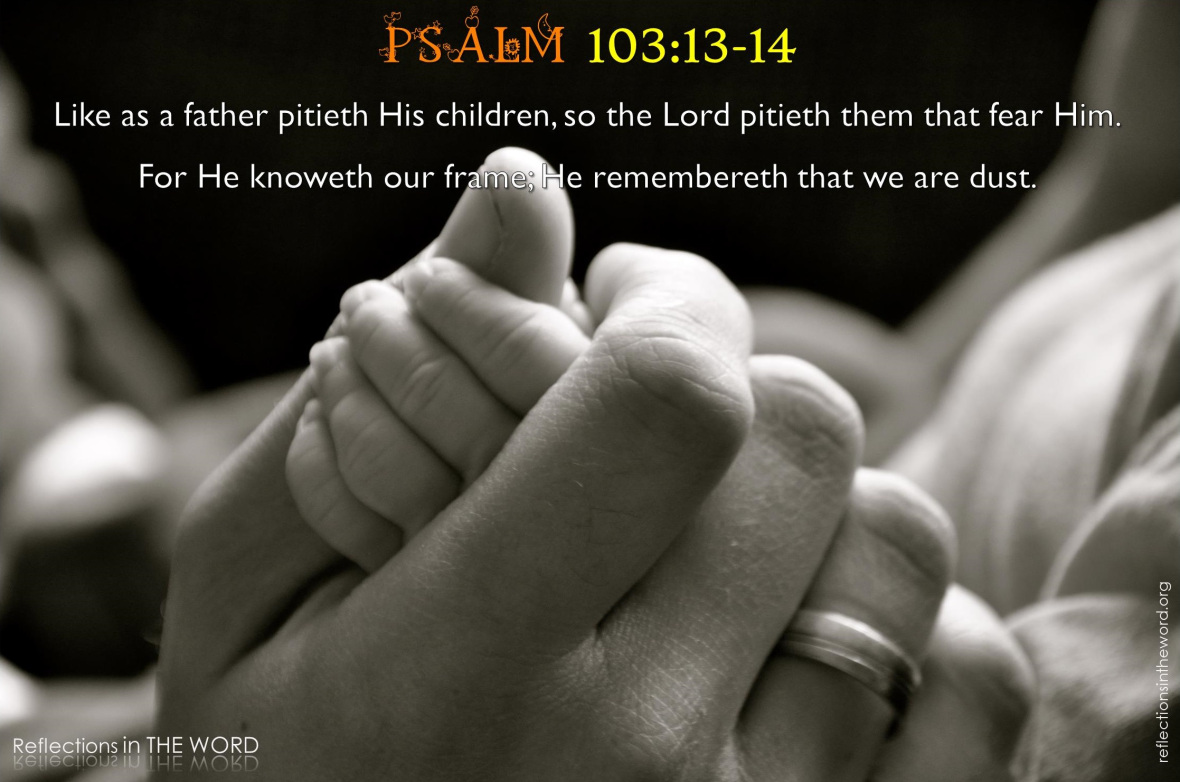 PSALM 103:13-14
Like as a father pitieth His children, so the Lord pitieth them that fear Him.
For He knoweth our frame; He remembereth that we are dust.
Reflections in THE WORD
reflectionsintheword.org